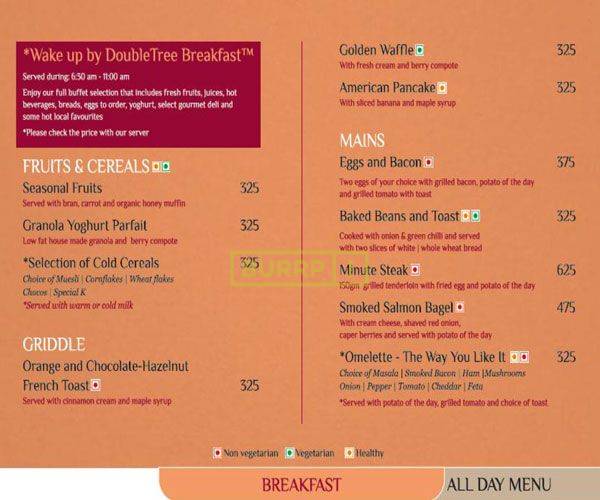 *Wake up by DoubleTree Breakfast™
Served during: 6:30 am - 11:00 am
Enjoy our full buffet selection that includes fresh fruits, juices, hot
beverages, breads, eggs to order, yoghurt, select gourmet deli and
some hot local favourites
*Please check the price with our server
FRUITS & CEREALS
Seasonal Fruits 325
Served with bran, carrot and organic honey muffin
Granola Yoghurt Parfait 325
Low fat house made granola and berry compote
*Selection of Cold Cereals 325
Choice of Muesli | Cornflakes | Wheat flakes
Chocos | Special K
*Served with warm or cold milk
GRIDDLE
Orange and Chocolate-Hazelnut
French Toast 325
Served with cinnamon cream and maple syrup
Golden Waffle 325
With fresh cream and berry compote
American Pancake 325
With sliced banana and maple syrup
MAINS
Eggs and Bacon 375
Two eggs of your choice with grilled bacon, potato of the day
and grilled tomato with toast
Baked Beans and Toast 325
Cooked with onion & green chilli and served
with two slices of white | whole wheat bread
BURRP
Minute Steak 625
150gm grilled tenderloin with fried egg and potato of the day
Smoked Salmon Bagel 475
With cream cheese, shaved red onion,
caper berries and served with potato of the day
*Omelette - The Way You Like It 325
Choice of Masala | Smoked Bacon | Ham |Mushrooms
Onion | Pepper | Tomato | Cheddar | Feta
*Served with potato of the day, grilled tomato and choice of toast
Non vegetarian Vegetarian Healthy
BREAKFAST ALL DAY MENU